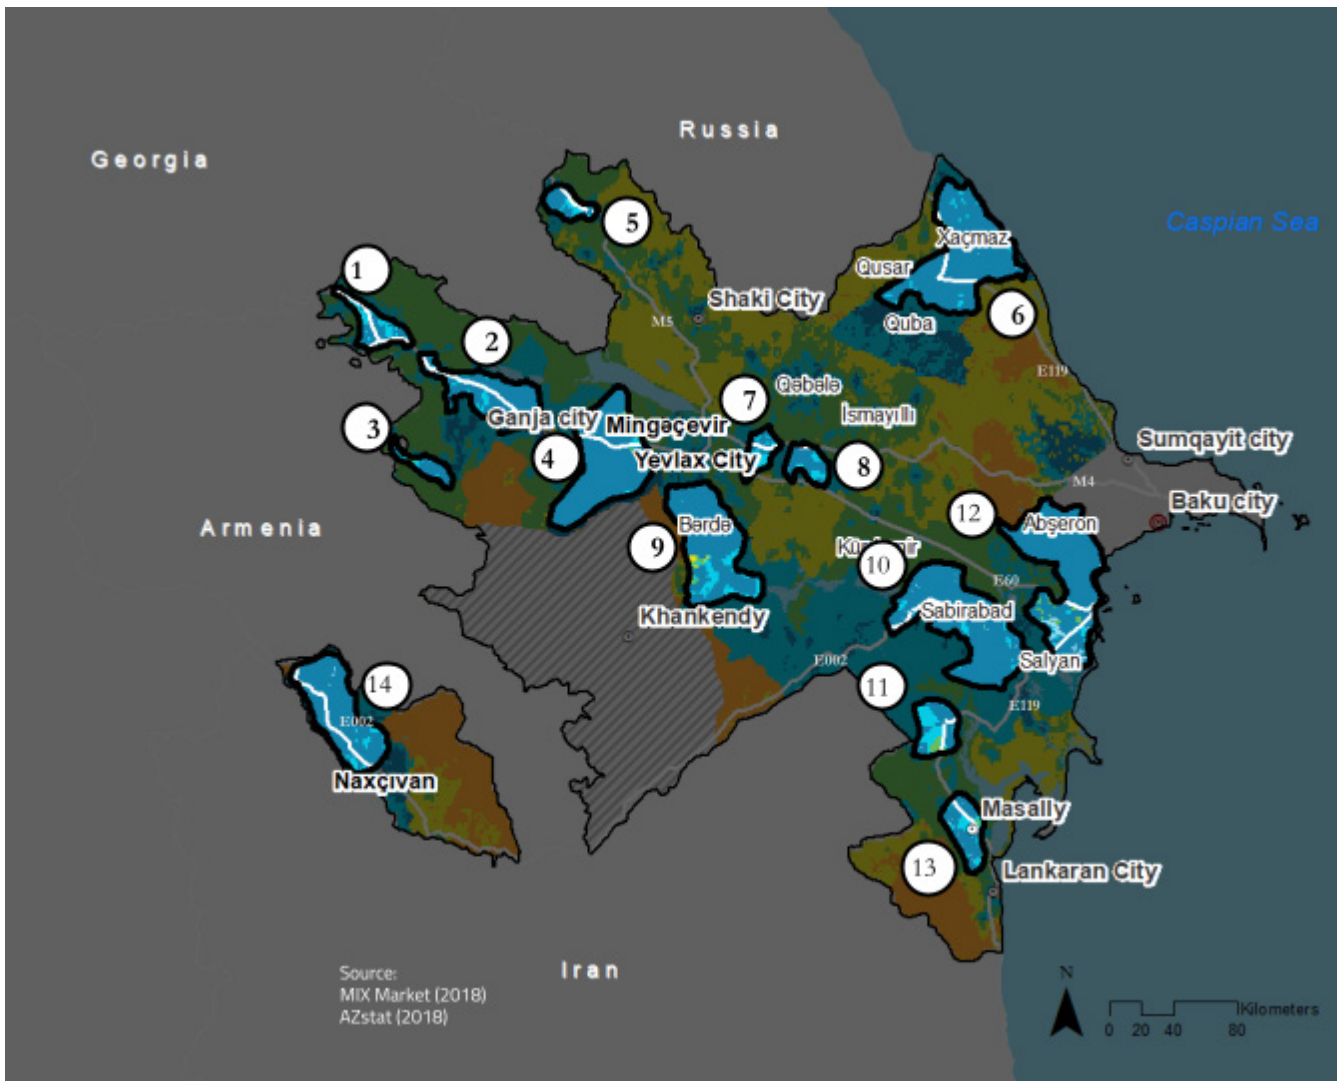 Russia
Georgia
Caspian Sea
5
Xaçmaz
1
Qusar
Shaki City
M5
Quba
6
2
E119
Qəbələ
7
İsmayıllı
Ganja city
3
Mingəçevir
Sumqayit city
4
Yevlax City
8
M4
Baku city
12
Abşeron
Armenia
Bərdə
9
10
E60
Sabirabad
Khankendy
E002
Salyan
14
11
E119
E002
Naxçıvan
Masally
13
Lankaran City
Iran
Source:
MIX Market (2018)
AZstat (2018)
N
Kilometers
0 20 40 80